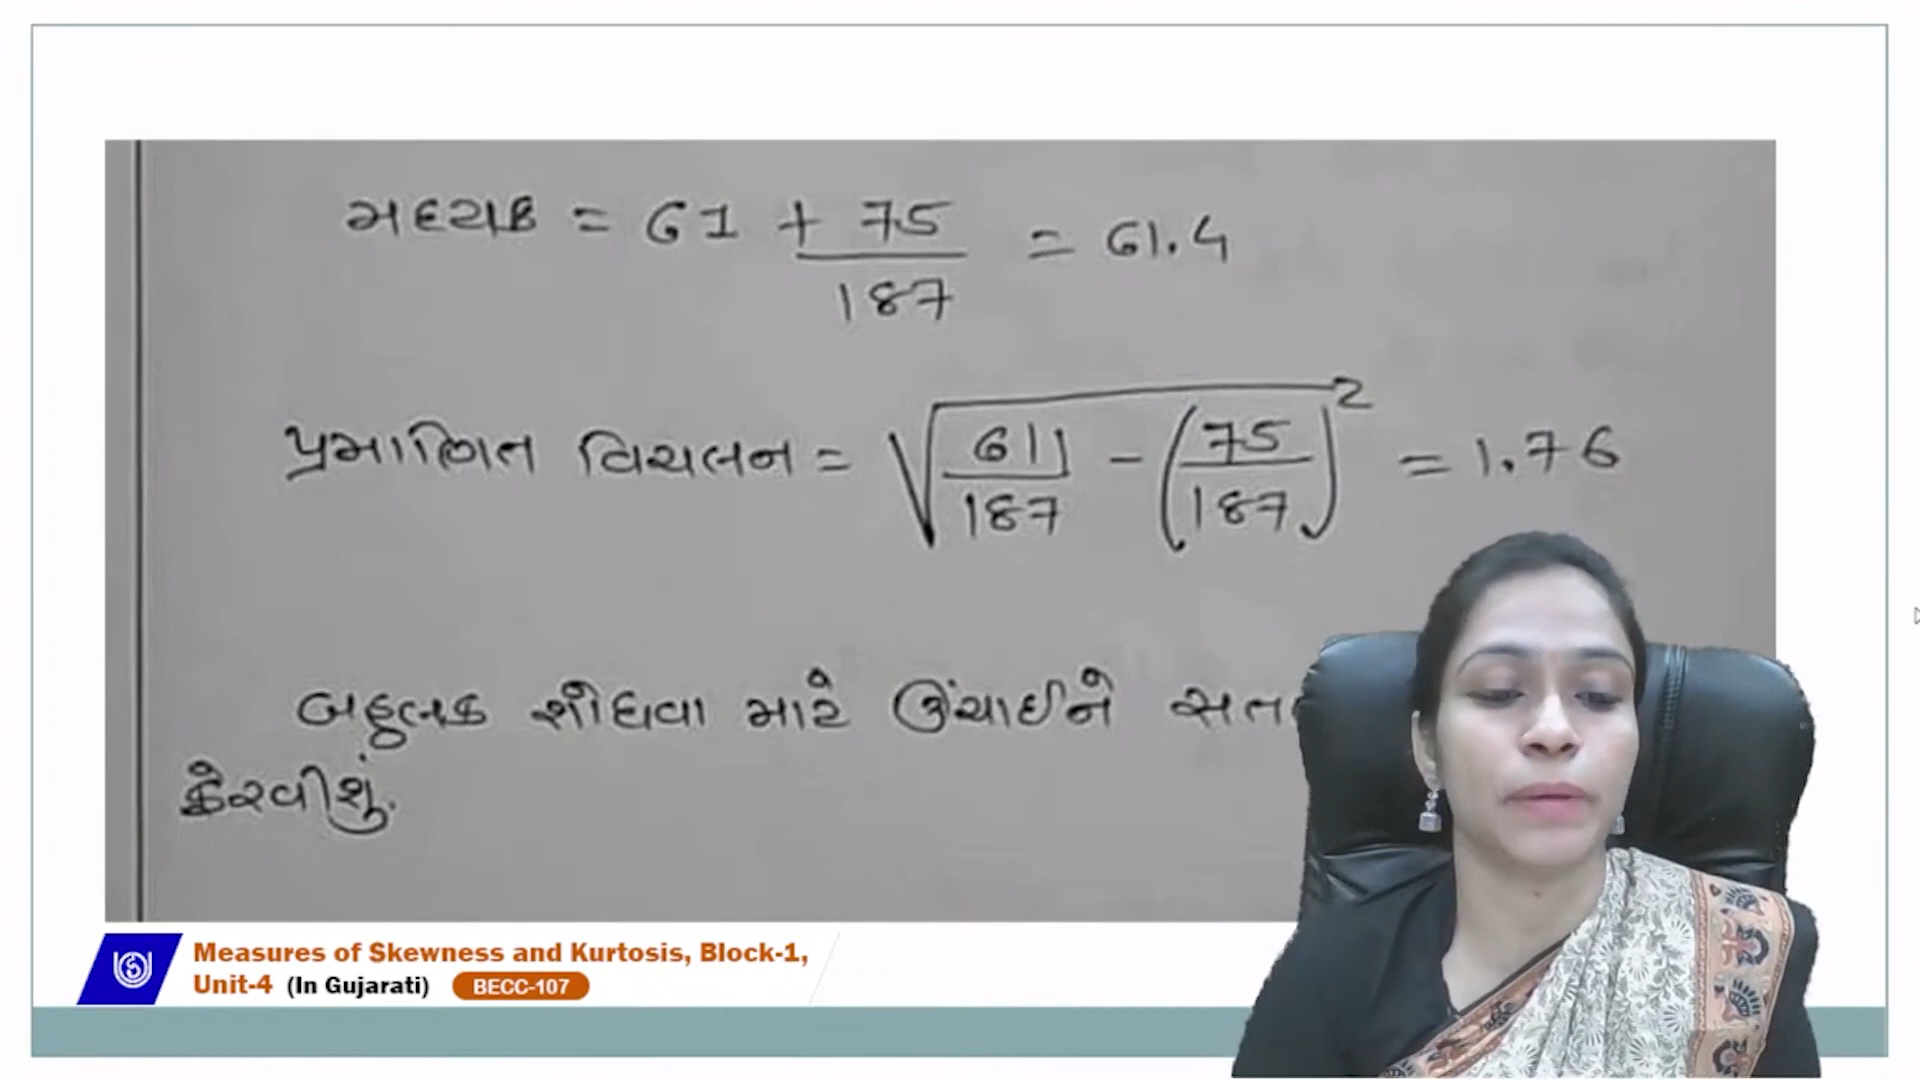 મધ્યક = 61 + 75/187 = 61.4
પ્રમાણિત વિચલન = √(611/187 - (75/187)²) = 1.76
બહુલક શોધવા માટે ઊંચાઈને
ફેરવીશું.
Measures of Skewness and Kurtosis, Block-1,
Unit-4 (In Gujarati) BECC-107